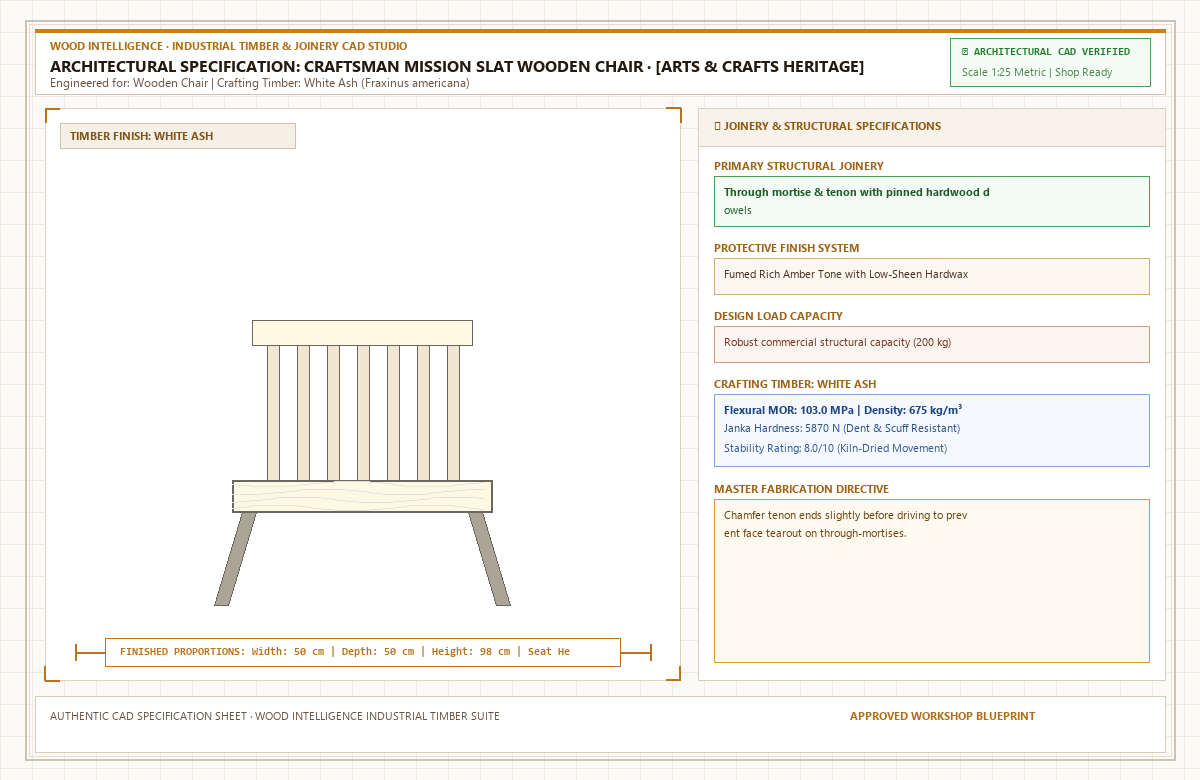 WOOD INTELLIGENCE · INDUSTRIAL TIMBER & JOINERY CAD STUDIO
ARCHITECTURAL SPECIFICATION: CRAFTSMAN MISSION SLAT WOODEN CHAIR · [ARTS & CRAFTS HERITAGE]
Engineered for: Wooden Chair | Crafting Timber: White Ash (Fraxinus americana)
ARCHITECTURAL CAD VERIFIED
Scale 1:25 Metric | Shop Ready
TIMBER FINISH: WHITE ASH
FINISHED PROPORTIONS: Width: 50 cm | Depth: 50 cm | Height: 98 cm | Seat He
JOINERY & STRUCTURAL SPECIFICATIONS
PRIMARY STRUCTURAL JOINERY
Through mortise & tenon with pinned hardwood d
owels
PROTECTIVE FINISH SYSTEM
Fumed Rich Amber Tone with Low-Sheen Hardwax
DESIGN LOAD CAPACITY
Robust commercial structural capacity (200 kg)
CRAFTING TIMBER: WHITE ASH
Flexural MOR: 103.0 MPa | Density: 675 kg/m³
Janka Hardness: 5870 N (Dent & Scuff Resistant)
Stability Rating: 8.0/10 (Kiln-Dried Movement)
MASTER FABRICATION DIRECTIVE
Chamfer tenon ends slightly before driving to prev
ent face tearout on through-mortises.
AUTHENTIC CAD SPECIFICATION SHEET · WOOD INTELLIGENCE INDUSTRIAL TIMBER SUITE
APPROVED WORKSHOP BLUEPRINT